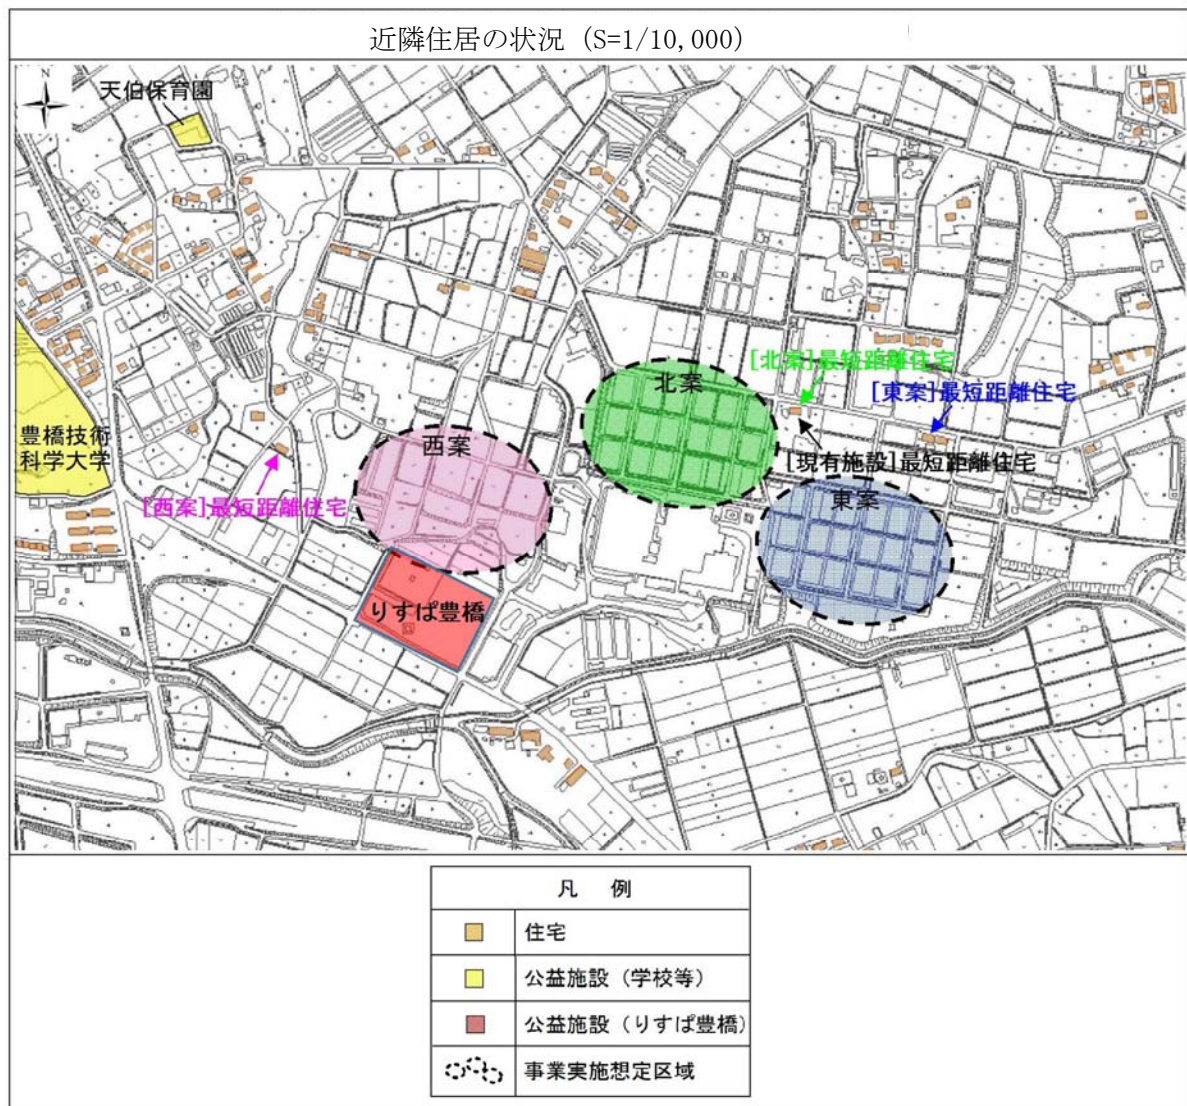 近隣住居の状況（S=1/10,000）
N
天伯保育園
[北案]最短距離住宅
北案
[東案]最短距離住宅
豊橋技術
科学大学
西案
[現有施設]最短距離住宅
[西案]最短距離住宅
東案
りすぱ豊橋
凡　例
住宅
公益施設（学校等）
公益施設（りすぱ豊橋）
事業実施想定区域